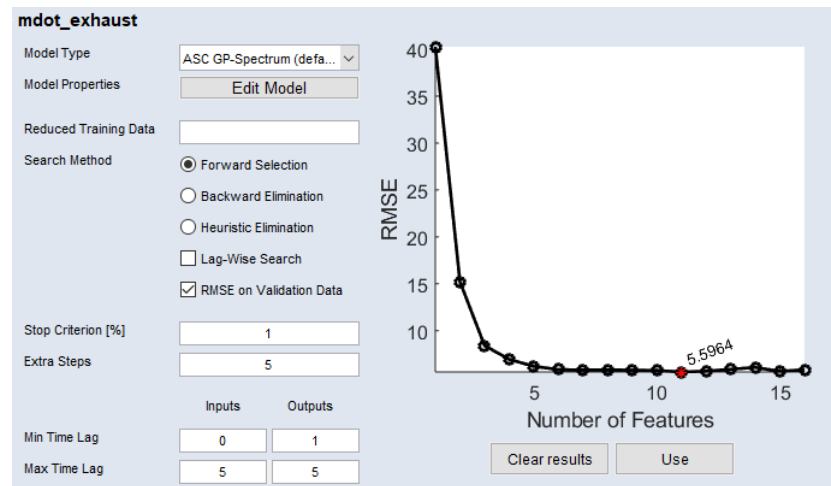 mdot_exhaust
Model Type
ASC GP-Spectrum (defa...
Model Properties
Edit Model
Reduced Training Data
Search Method
Forward Selection
Backward Elimination
Heuristic Elimination
Lag-Wise Search
RMSE on Validation Data
Stop Criterion [%]
1
Extra Steps
5
Inputs Outputs
Min Time Lag
0 1
Max Time Lag
5 5
40
35
30
25
20
15
10
RMSE
5.5964
5 10 15
Number of Features
Clear results Use